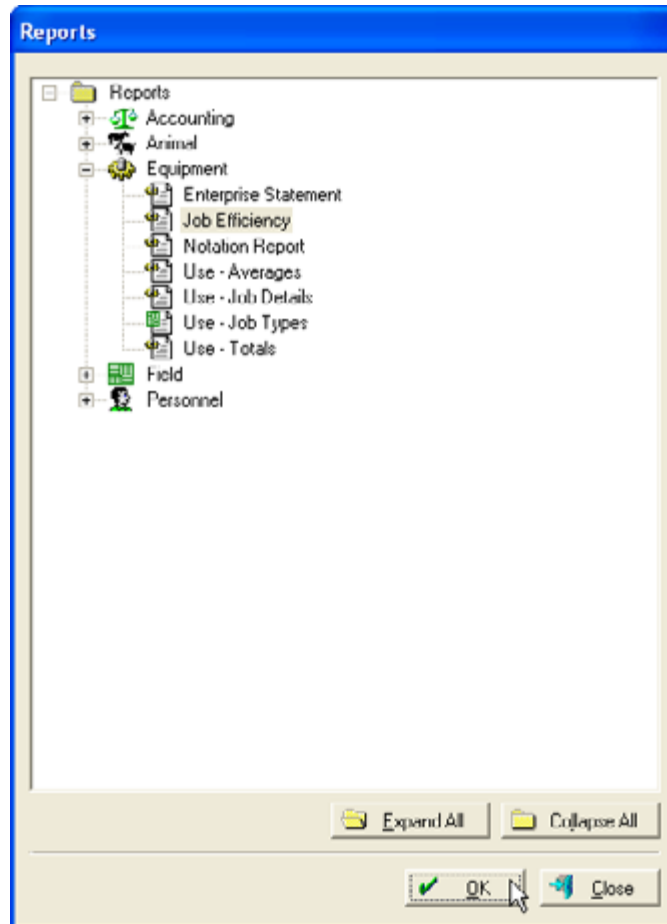 Reports
Reports
Accounting
Animal
Equipment
Enterprise Statement
Job Efficiency
Notation Report
Use - Averages
Use - Job Details
Use - Job Types
Use - Totals
Field
Personnel
Expand All
Collapse All
OK
Close